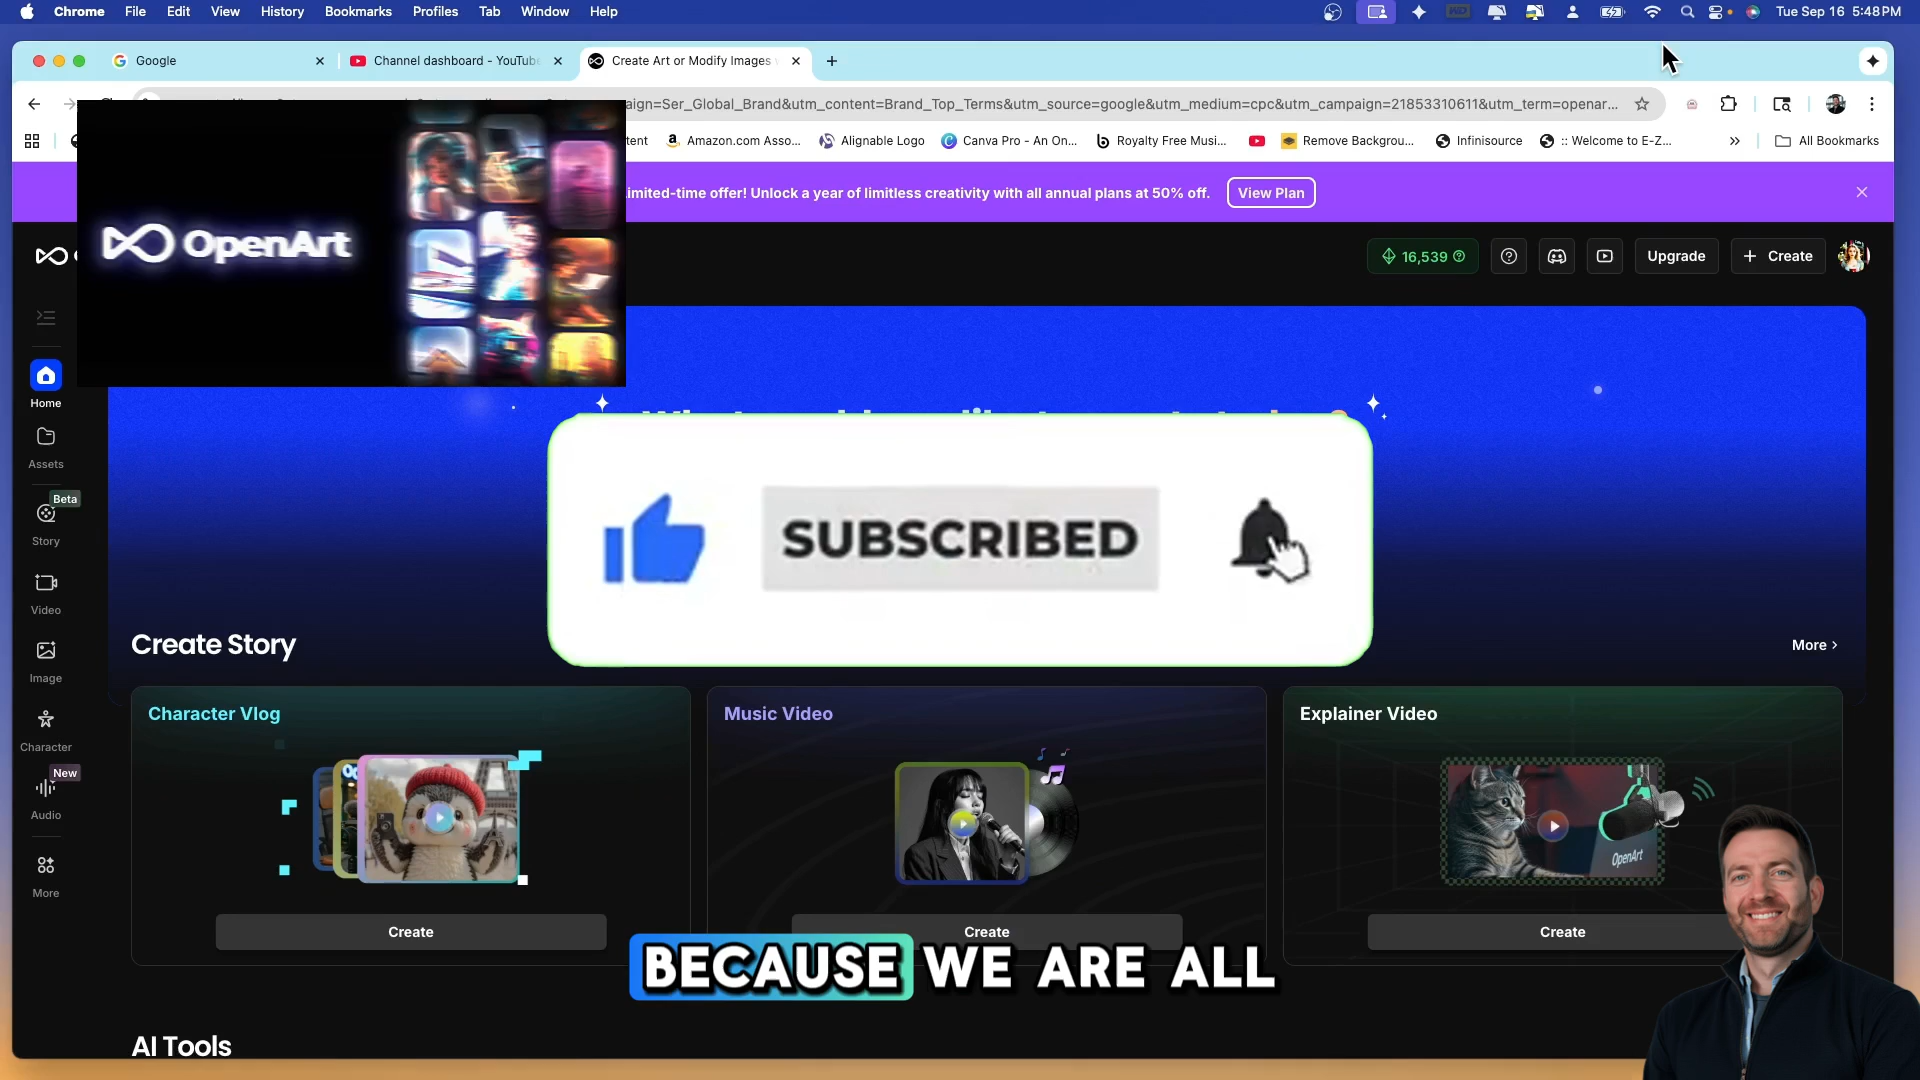 Chrome File Edit View History Bookmarks Profiles Tab Window Help
Tue Sep 16 5:48 PM
Google
Channel dashboard - YouTube
Create Art or Modify Images
aign=Ser_Global_Brand&utm_content=Brand_Top_Terms&utm_source=google&utm_medium=cpc&utm_campaign=21853310611&utm_term=openar...
tent
Amazon.com Asso...
Alignable Logo
Canva Pro - An On...
Royalty Free Musi...
Remove Backgrou...
Infinisource
:: Welcome to E-Z...
All Bookmarks
imited-time offer! Unlock a year of limitless creativity with all annual plans at 50% off.
View Plan
OpenArt
16,539
Upgrade
+ Create
Home
Assets
Beta
Story
Video
Image
Character
New
Audio
More
SUBSCRIBED
Create Story
More
Character Vlog
Music Video
Explainer Video
OpenArt
Create
Create
Create
BECAUSE WE ARE ALL
AI Tools